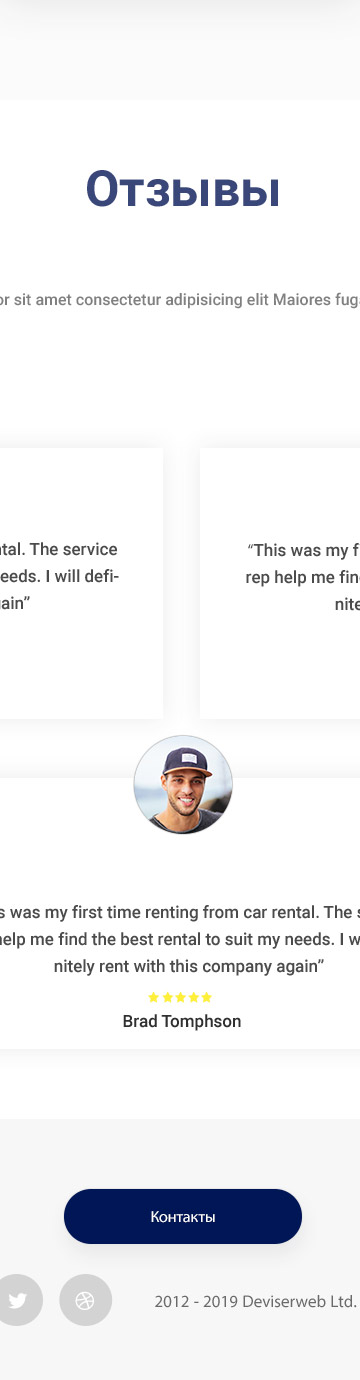 Отзывы
or sit amet consectetur adipisicing elit Maiores fug
ntal. The service
eeds. I will defi-
ain”
“This was my f
rep help me fin
nite
s was my first time renting from car rental. The s
help me find the best rental to suit my needs. I w
nitely rent with this company again”
Brad Tomphson
Контакты
2012 - 2019 Deviserweb Ltd.